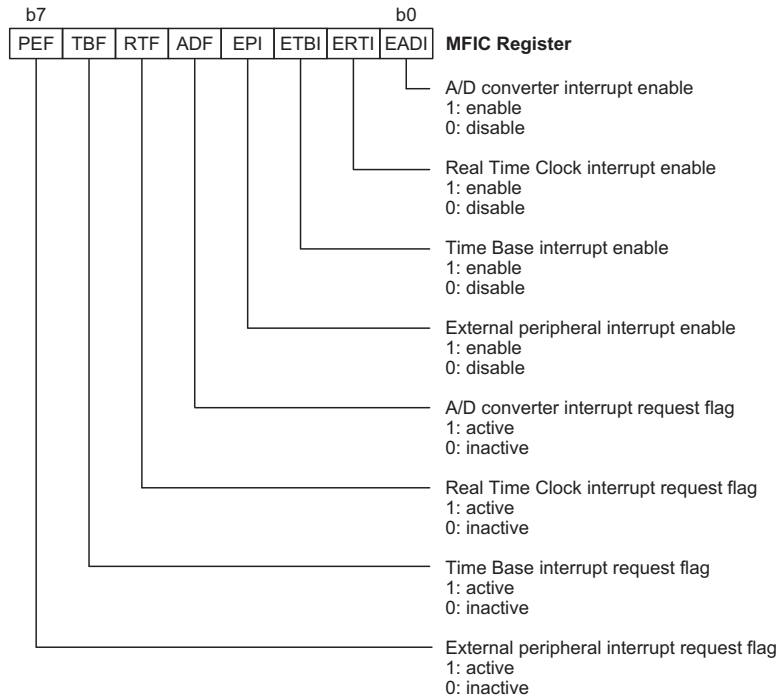 b7 b0
PEF TBF RTF ADF EPI ETBI ERTI EADI MFIC Register
A/D converter interrupt enable
1: enable
0: disable
Real Time Clock interrupt enable
1: enable
0: disable
Time Base interrupt enable
1: enable
0: disable
External peripheral interrupt enable
1: enable
0: disable
A/D converter interrupt request flag
1: active
0: inactive
Real Time Clock interrupt request flag
1: active
0: inactive
Time Base interrupt request flag
1: active
0: inactive
External peripheral interrupt request flag
1: active
0: inactive